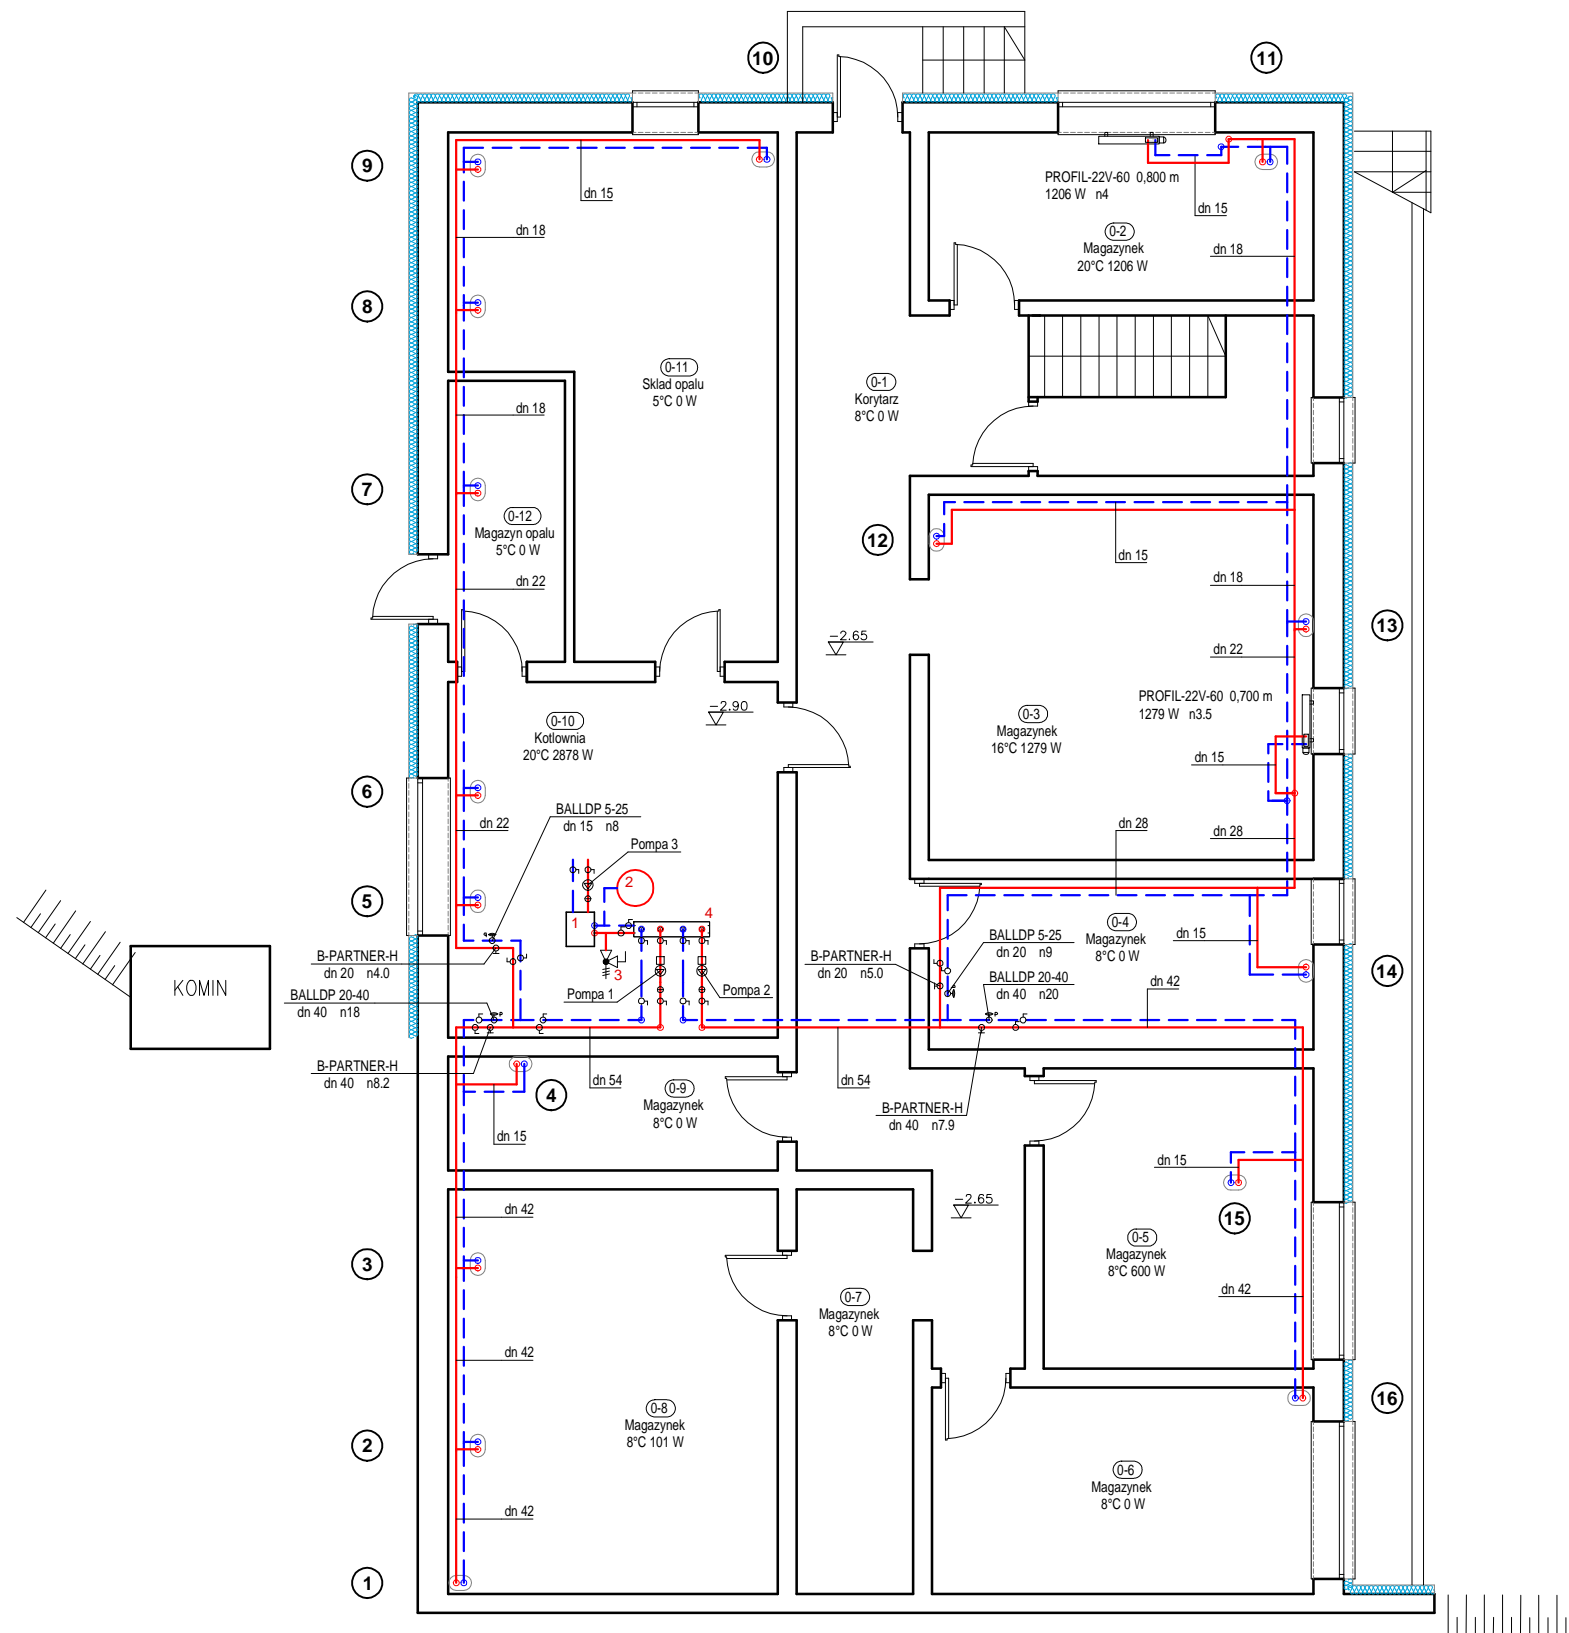 10
11
9
dn 15
PROFIL-22V-60 0,800 m
1206 W n4
dn 15
dn 18
0-2
Magazynek
20°C 1206 W
dn 18
8
0-11
Sklad opalu
5°C 0 W
0-1
Korytarz
8°C 0 W
dn 18
7
0-12
Magazyn opalu
5°C 0 W
12
dn 15
dn 22
dn 18
13
−2.65
dn 22
−2.90
PROFIL-22V-60 0,700 m
1279 W n3.5
0-10
Kotlownia
20°C 2878 W
0-3
Magazynek
16°C 1279 W
dn 15
6
BALLDP 5-25
dn 15 n8
dn 22
dn 28
dn 28
Pompa 3
2
5
1
4
0-4
Magazynek
8°C 0 W
dn 15
BALLDP 5-25
dn 20 n9
B-PARTNER-H
dn 20 n5.0
B-PARTNER-H
dn 20 n4.0
3
14
KOMIN
BALLDP 20-40
dn 40 n18
Pompa 1
Pompa 2
BALLDP 20-40
dn 40 n20
dn 42
B-PARTNER-H
dn 40 n8.2
4
dn 54
0-9
Magazynek
8°C 0 W
dn 54
B-PARTNER-H
dn 40 n7.9
dn 15
dn 15
dn 42
−2.65
15
3
0-5
Magazynek
8°C 600 W
dn 42
0-7
Magazynek
8°C 0 W
dn 42
16
0-8
Magazynek
8°C 101 W
2
0-6
Magazynek
8°C 0 W
dn 42
1